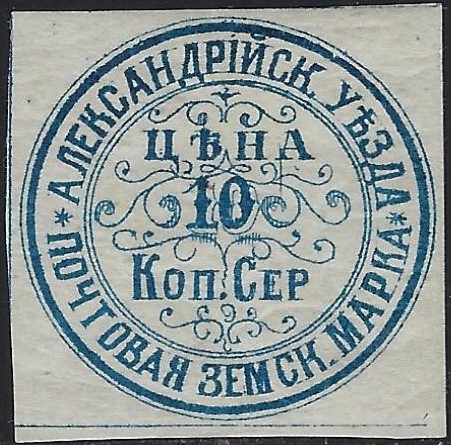 * АЛЕКСАНДРІЙСК. УѢЗДА *
ЦѢНА
10
КОП. СЕР
ПОЧТОВАЯ ЗЕМСК. МАРКА